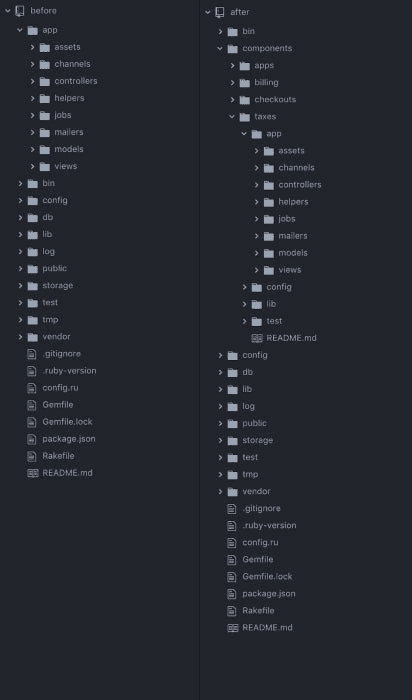 before
app
assets
channels
controllers
helpers
jobs
mailers
models
views
bin
config
db
lib
log
public
storage
test
tmp
vendor
.gitignore
.ruby-version
config.ru
Gemfile
Gemfile.lock
package.json
Rakefile
README.md
after
bin
components
apps
billing
checkouts
taxes
app
assets
channels
controllers
helpers
jobs
mailers
models
views
config
lib
test
README.md
config
db
lib
log
public
storage
test
tmp
vendor
.gitignore
.ruby-version
config.ru
Gemfile
Gemfile.lock
package.json
Rakefile
README.md